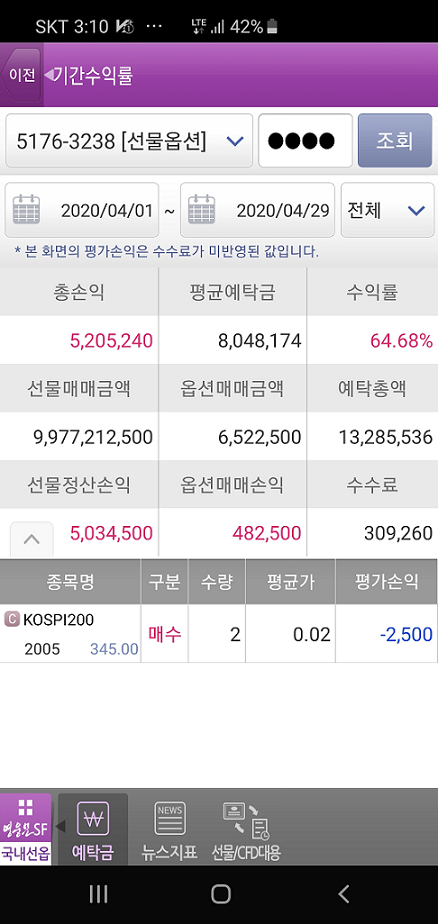 SKT 3:10 ··· LTE 42%
이전 기간수익률
5176-3238 [선물옵션] ●●●● 조회
2020/04/01 ~ 2020/04/29 전체
* 본 화면의 평가손익은 수수료가 미반영된 값입니다.
총손익 평균예탁금 수익률
5,205,240 8,048,174 64.68%
선물매매금액 옵션매매금액 예탁총액
9,977,212,500 6,522,500 13,285,536
선물정산손익 옵션매매손익 수수료
5,034,500 482,500 309,260
종목명 구분 수량 평균가 평가손익
C KOSPI200
매수 2 0.02 -2,500
2005 345.00
영웅문SF
NEWS
국내선옵 예탁금 뉴스지표 선물/CFD대용